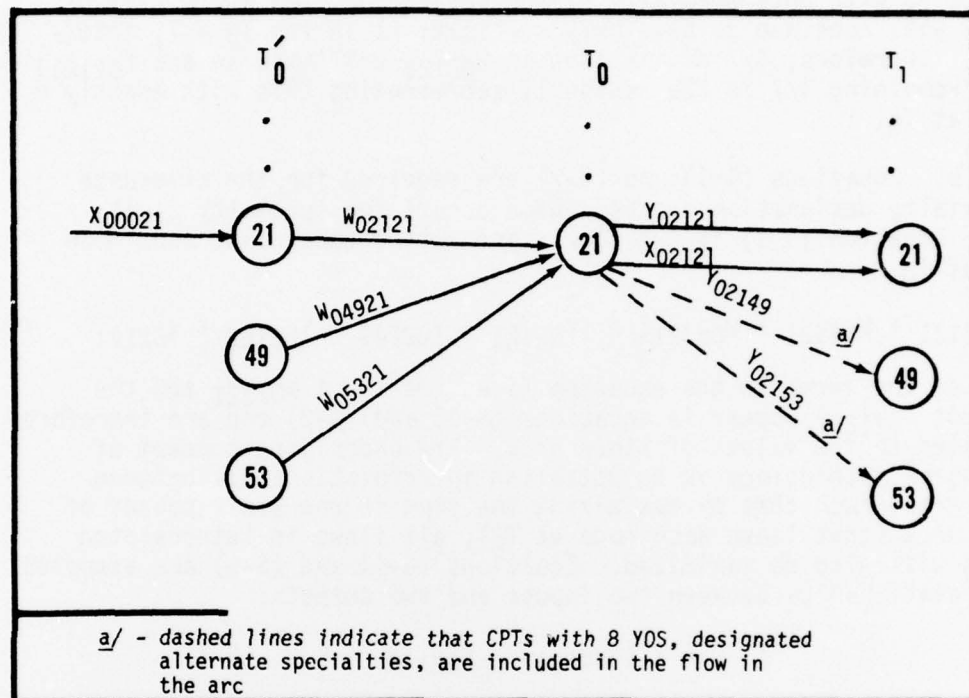 T′0 T0 T1
X00021
21
W02121
21
Y02121
X02121
21
W04921
Y02149
a/
49
49
W05321
Y02153
a/
53
53
a/ - dashed lines indicate that CPTs with 8 YOS, designated
alternate specialties, are included in the flow in
the arc